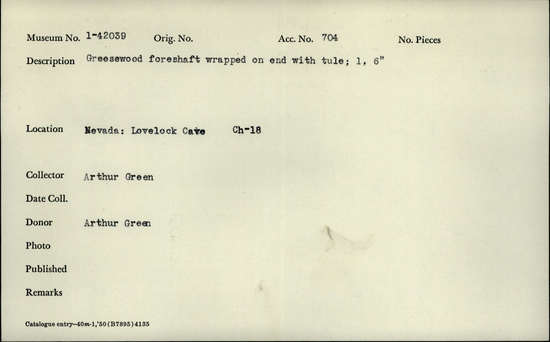 Museum No. 1-42039 Orig. No. Acc. No. 704 No. Pieces
Description Greesewood foreshaft wrapped on end with tule; l, 6"
Location Nevada: Lovelock Cave Ch-18
Collector Arthur Green
Date Coll.
Donor Arthur Green
Photo
Published
Remarks
Catalogue entry—40m-1,'50(B7895)4135